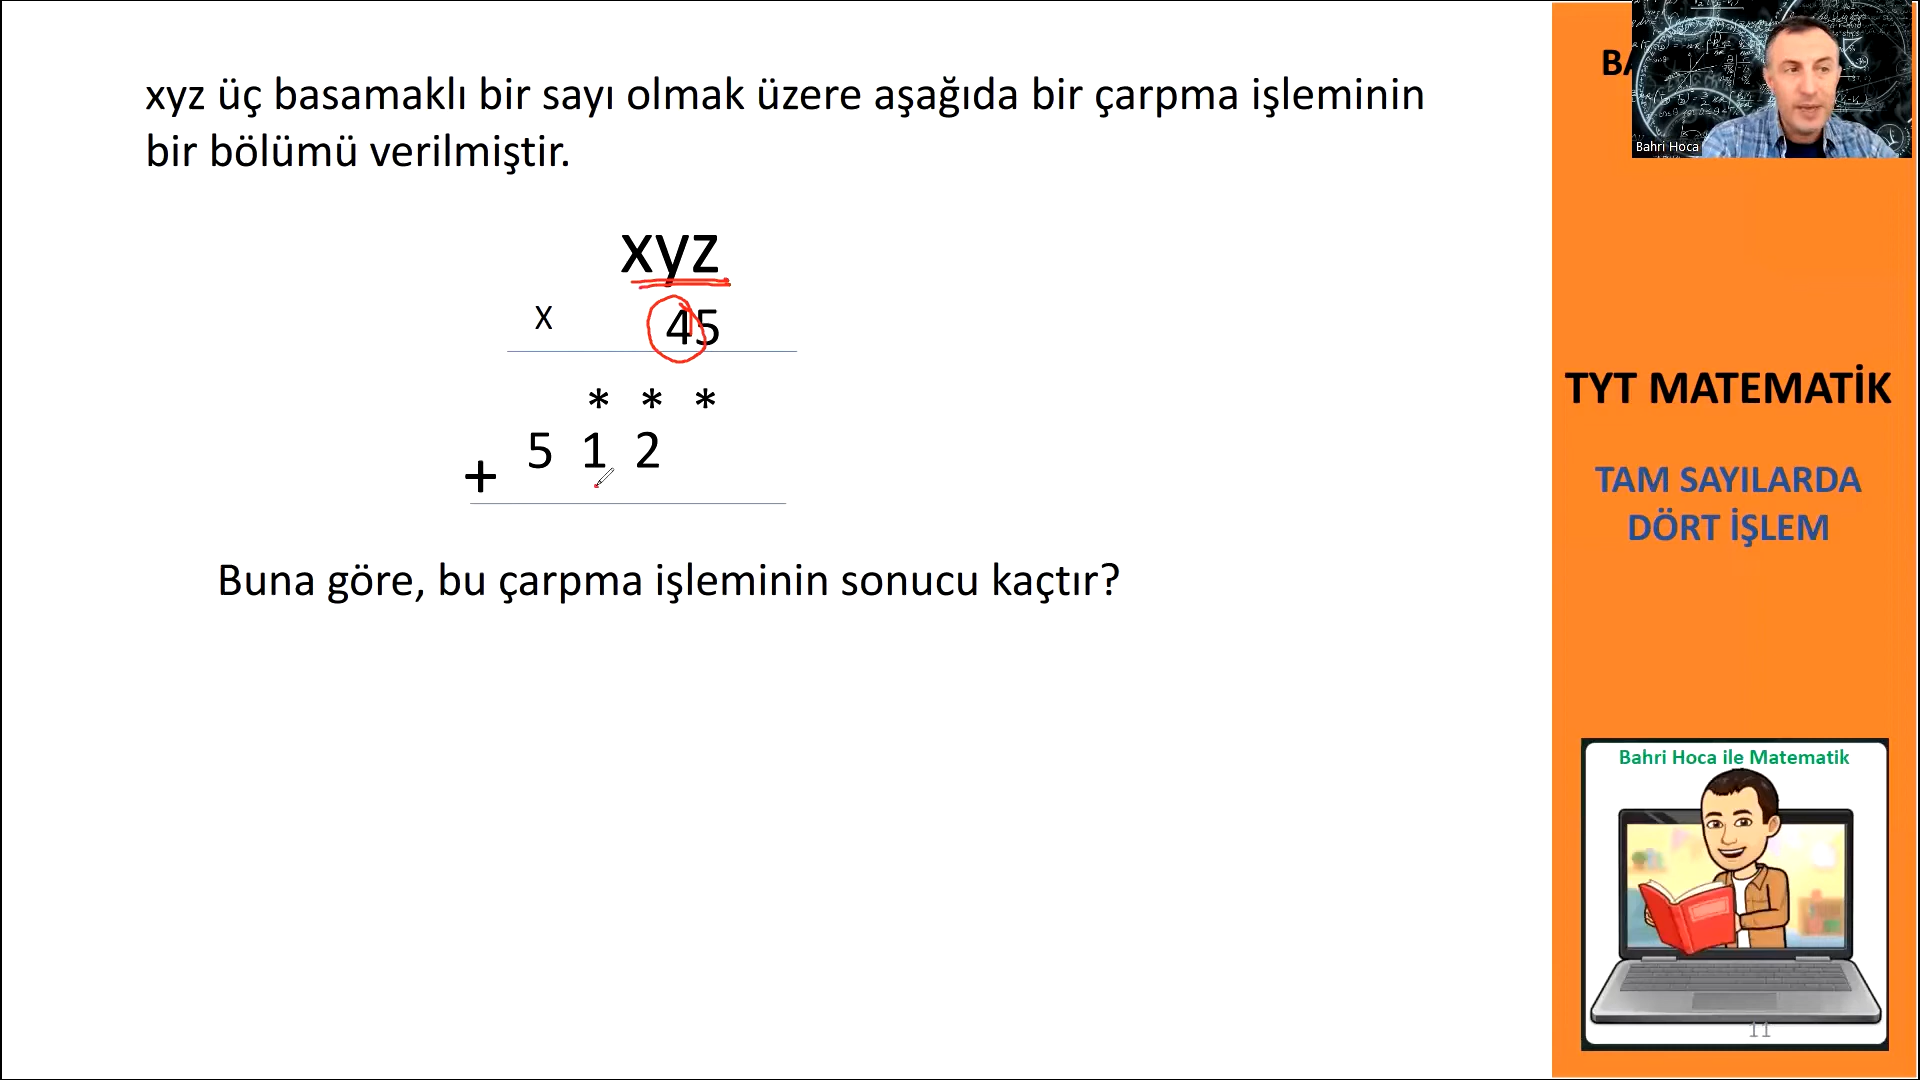 xyz üç basamaklı bir sayı olmak üzere aşağıda bir çarpma işleminin
bir bölümü verilmiştir.
xyz
x 45
* * *
5 1 2
+
Buna göre, bu çarpma işleminin sonucu kaçtır?
Bahri Hoca
TYT MATEMATİK
TAM SAYILARDA
DÖRT İŞLEM
Bahri Hoca ile Matematik
11